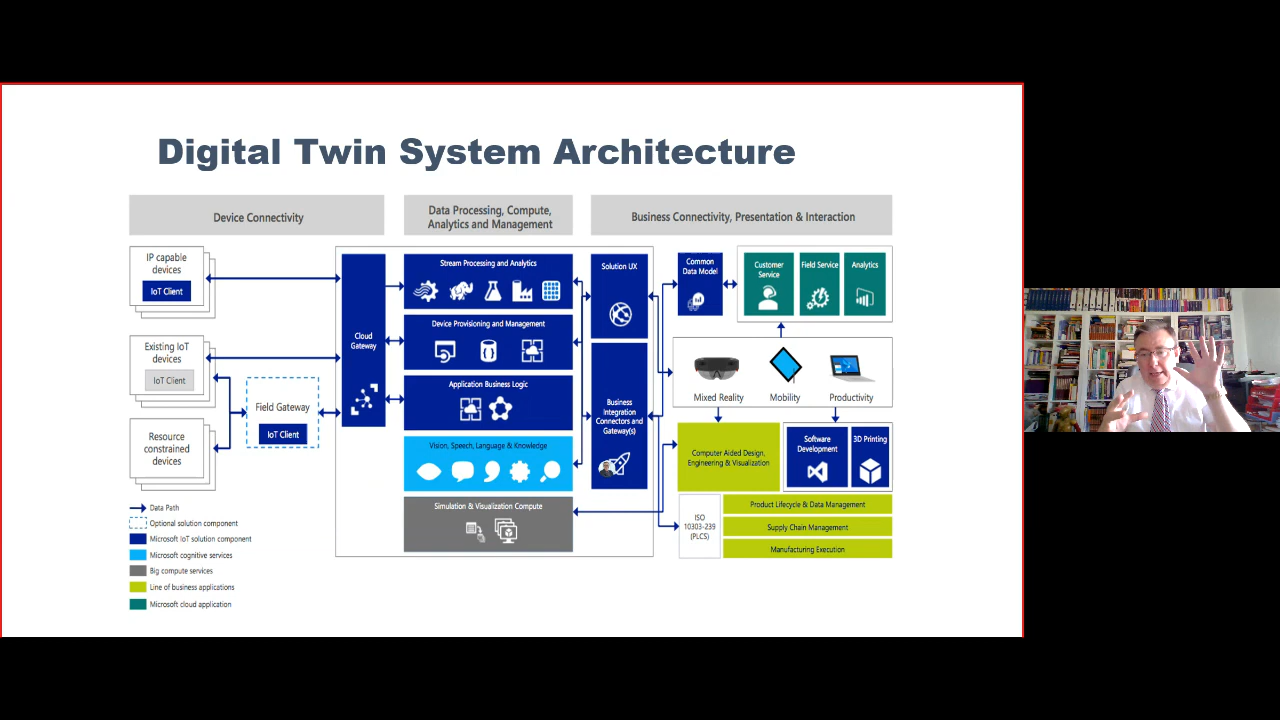 Digital Twin System Architecture
Device Connectivity
Data Processing, Compute,
Analytics and Management
Business Connectivity, Presentation & Interaction
IP capable
devices
IoT Client
Existing IoT
devices
IoT Client
Resource
constrained
devices
Field Gateway
IoT Client
Cloud
Gateway
Stream Processing and Analytics
Device Provisioning and Management
Application Business Logic
Vision, Speech, Language & Knowledge
Simulation & Visualization Compute
Solution UX
Business
Integration
Connectors and
Gateway(s)
Common
Data Model
Customer
Service
Field Service
Analytics
Mixed Reality
Mobility
Productivity
Computer Aided Design,
Engineering & Visualization
Software
Development
3D Printing
ISO
10303-239
(PLCS)
Product Lifecycle & Data Management
Supply Chain Management
Manufacturing Execution
Data Path
Optional solution component
Microsoft IoT solution component
Microsoft cognitive services
Big compute services
Line of business applications
Microsoft cloud application